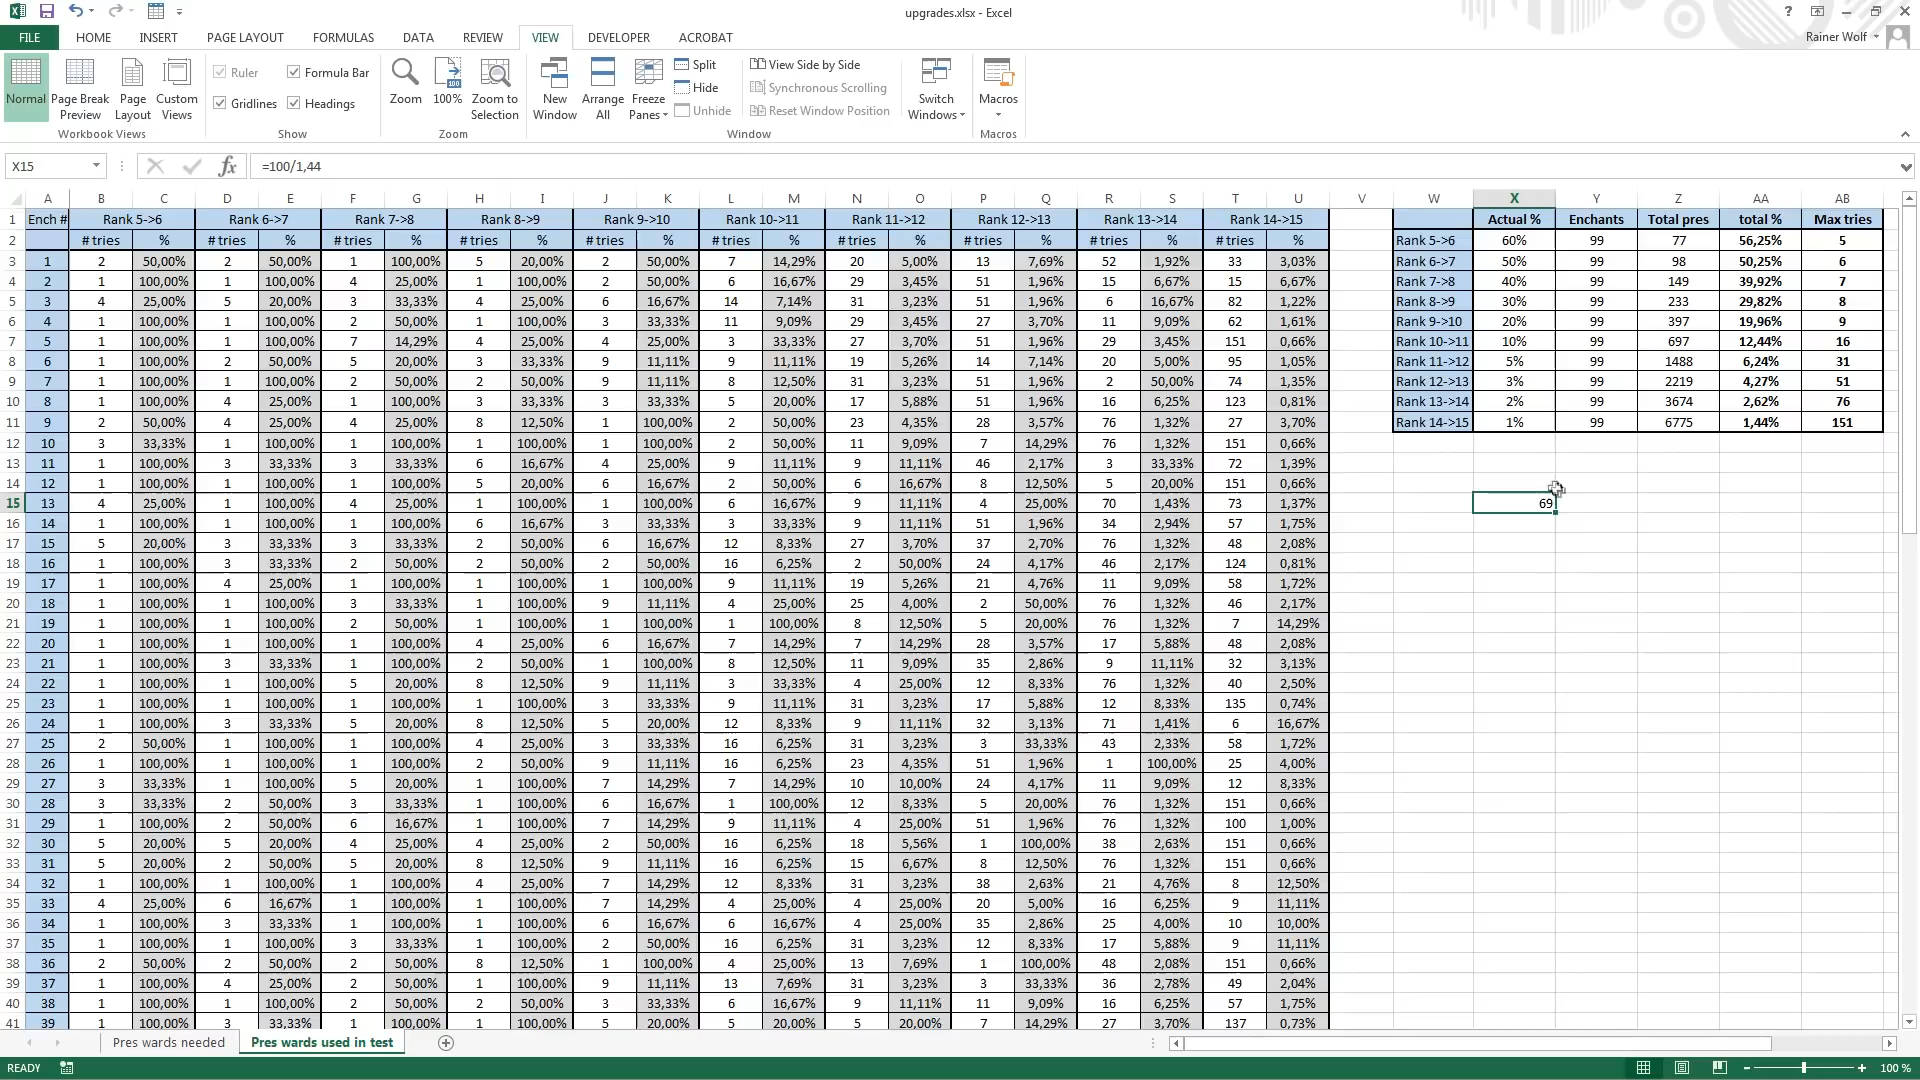 upgrades.xlsx - Excel
FILE HOME INSERT PAGE LAYOUT FORMULAS DATA REVIEW VIEW DEVELOPER ACROBAT Rainer Wolf
Normal Page Break Preview Page Layout Custom Views Workbook Views
Ruler Formula Bar Gridlines Headings Show
Zoom 100% Zoom to Selection Zoom
New Window Arrange All Freeze Panes Split Hide Unhide View Side by Side Synchronous Scrolling Reset Window Position Switch Windows Window
Macros Macros
X15 fx =100/1,44
A B C D E F G H I J K L M N O P Q R S T U V W X Y Z AA AB
1 Ench # Rank 5->6 Rank 6->7 Rank 7->8 Rank 8->9 Rank 9->10 Rank 10->11 Rank 11->12 Rank 12->13 Rank 13->14 Rank 14->15 Actual % Enchants Total pres total % Max tries
2 # tries % # tries % # tries % # tries % # tries % # tries % # tries % # tries % # tries % # tries % Rank 5->6 60% 99 77 56,25% 5
3 1 2 50,00% 2 50,00% 1 100,00% 5 20,00% 2 50,00% 7 14,29% 20 5,00% 13 7,69% 52 1,92% 33 3,03% Rank 6->7 50% 99 98 50,25% 6
4 2 1 100,00% 1 100,00% 4 25,00% 1 100,00% 2 50,00% 6 16,67% 29 3,45% 51 1,96% 15 6,67% 15 6,67% Rank 7->8 40% 99 149 39,92% 7
5 3 4 25,00% 5 20,00% 3 33,33% 4 25,00% 6 16,67% 14 7,14% 31 3,23% 51 1,96% 6 16,67% 82 1,22% Rank 8->9 30% 99 233 29,82% 8
6 4 1 100,00% 1 100,00% 2 50,00% 1 100,00% 3 33,33% 11 9,09% 29 3,45% 27 3,70% 11 9,09% 62 1,61% Rank 9->10 20% 99 397 19,96% 9
7 5 1 100,00% 1 100,00% 7 14,29% 4 25,00% 4 25,00% 3 33,33% 27 3,70% 51 1,96% 29 3,45% 151 0,66% Rank 10->11 10% 99 697 12,44% 16
8 6 1 100,00% 2 50,00% 5 20,00% 3 33,33% 9 11,11% 9 11,11% 19 5,26% 14 7,14% 20 5,00% 95 1,05% Rank 11->12 5% 99 1488 6,24% 31
9 7 1 100,00% 1 100,00% 2 50,00% 2 50,00% 9 11,11% 8 12,50% 31 3,23% 51 1,96% 2 50,00% 74 1,35% Rank 12->13 3% 99 2219 4,27% 51
10 8 1 100,00% 4 25,00% 1 100,00% 3 33,33% 3 33,33% 5 20,00% 17 5,88% 51 1,96% 16 6,25% 123 0,81% Rank 13->14 2% 99 3674 2,62% 76
11 9 2 50,00% 4 25,00% 4 25,00% 8 12,50% 1 100,00% 2 50,00% 23 4,35% 28 3,57% 76 1,32% 27 3,70% Rank 14->15 1% 99 6775 1,44% 151
12 10 3 33,33% 1 100,00% 1 100,00% 1 100,00% 1 100,00% 2 50,00% 11 9,09% 7 14,29% 76 1,32% 151 0,66%
13 11 1 100,00% 3 33,33% 3 33,33% 6 16,67% 4 25,00% 9 11,11% 9 11,11% 46 2,17% 3 33,33% 72 1,39%
14 12 1 100,00% 1 100,00% 1 100,00% 5 20,00% 6 16,67% 2 50,00% 6 16,67% 8 12,50% 5 20,00% 151 0,66%
15 13 4 25,00% 1 100,00% 4 25,00% 1 100,00% 1 100,00% 6 16,67% 9 11,11% 4 25,00% 70 1,43% 73 1,37% 69
16 14 1 100,00% 1 100,00% 1 100,00% 6 16,67% 3 33,33% 3 33,33% 9 11,11% 51 1,96% 34 2,94% 57 1,75%
17 15 5 20,00% 3 33,33% 3 33,33% 2 50,00% 6 16,67% 12 8,33% 27 3,70% 37 2,70% 76 1,32% 48 2,08%
18 16 1 100,00% 3 33,33% 2 50,00% 2 50,00% 2 50,00% 16 6,25% 2 50,00% 24 4,17% 46 2,17% 124 0,81%
19 17 1 100,00% 4 25,00% 1 100,00% 1 100,00% 1 100,00% 9 11,11% 19 5,26% 21 4,76% 11 9,09% 58 1,72%
20 18 1 100,00% 1 100,00% 3 33,33% 1 100,00% 9 11,11% 4 25,00% 25 4,00% 2 50,00% 76 1,32% 46 2,17%
21 19 1 100,00% 1 100,00% 2 50,00% 1 100,00% 1 100,00% 1 100,00% 8 12,50% 5 20,00% 76 1,32% 7 14,29%
22 20 1 100,00% 1 100,00% 1 100,00% 4 25,00% 6 16,67% 7 14,29% 7 14,29% 28 3,57% 17 5,88% 48 2,08%
23 21 1 100,00% 3 33,33% 1 100,00% 2 50,00% 1 100,00% 8 12,50% 11 9,09% 35 2,86% 9 11,11% 32 3,13%
24 22 1 100,00% 1 100,00% 5 20,00% 8 12,50% 9 11,11% 3 33,33% 4 25,00% 12 8,33% 76 1,32% 40 2,50%
25 23 1 100,00% 1 100,00% 1 100,00% 1 100,00% 3 33,33% 9 11,11% 31 3,23% 17 5,88% 12 8,33% 135 0,74%
26 24 1 100,00% 3 33,33% 5 20,00% 8 12,50% 5 20,00% 12 8,33% 9 11,11% 32 3,13% 71 1,41% 6 16,67%
27 25 2 50,00% 1 100,00% 1 100,00% 4 25,00% 3 33,33% 16 6,25% 31 3,23% 3 33,33% 43 2,33% 58 1,72%
28 26 1 100,00% 1 100,00% 1 100,00% 2 50,00% 9 11,11% 16 6,25% 23 4,35% 51 1,96% 1 100,00% 25 4,00%
29 27 3 33,33% 1 100,00% 5 20,00% 1 100,00% 7 14,29% 7 14,29% 10 10,00% 24 4,17% 11 9,09% 12 8,33%
30 28 3 33,33% 2 50,00% 3 33,33% 1 100,00% 6 16,67% 1 100,00% 12 8,33% 5 20,00% 76 1,32% 151 0,66%
31 29 1 100,00% 2 50,00% 6 16,67% 1 100,00% 7 14,29% 9 11,11% 4 25,00% 51 1,96% 76 1,32% 100 1,00%
32 30 5 20,00% 5 20,00% 4 25,00% 4 25,00% 2 50,00% 16 6,25% 18 5,56% 1 100,00% 38 2,63% 151 0,66%
33 31 5 20,00% 2 50,00% 5 20,00% 8 12,50% 9 11,11% 16 6,25% 15 6,67% 8 12,50% 76 1,32% 151 0,66%
34 32 1 100,00% 1 100,00% 1 100,00% 4 25,00% 7 14,29% 12 8,33% 31 3,23% 38 2,63% 21 4,76% 8 12,50%
35 33 4 25,00% 6 16,67% 1 100,00% 1 100,00% 7 14,29% 4 25,00% 4 25,00% 20 5,00% 16 6,25% 9 11,11%
36 34 1 100,00% 3 33,33% 1 100,00% 1 100,00% 6 16,67% 6 16,67% 4 25,00% 35 2,86% 25 4,00% 10 10,00%
37 35 1 100,00% 1 100,00% 3 33,33% 1 100,00% 2 50,00% 16 6,25% 31 3,23% 12 8,33% 17 5,88% 9 11,11%
38 36 2 50,00% 2 50,00% 2 50,00% 8 12,50% 1 100,00% 4 25,00% 13 7,69% 1 100,00% 48 2,08% 151 0,66%
39 37 1 100,00% 4 25,00% 2 50,00% 1 100,00% 9 11,11% 13 7,69% 31 3,23% 3 33,33% 36 2,78% 49 2,04%
40 38 1 100,00% 1 100,00% 2 50,00% 2 50,00% 3 33,33% 6 16,67% 9 11,11% 11 9,09% 16 6,25% 57 1,75%
41 39 1 100,00% 3 33,33% 1 100,00% 1 100,00% 5 20,00% 5 20,00% 5 20,00% 7 14,29% 27 3,70% 137 0,73%
Pres wards needed Pres wards used in test
READY 100 %